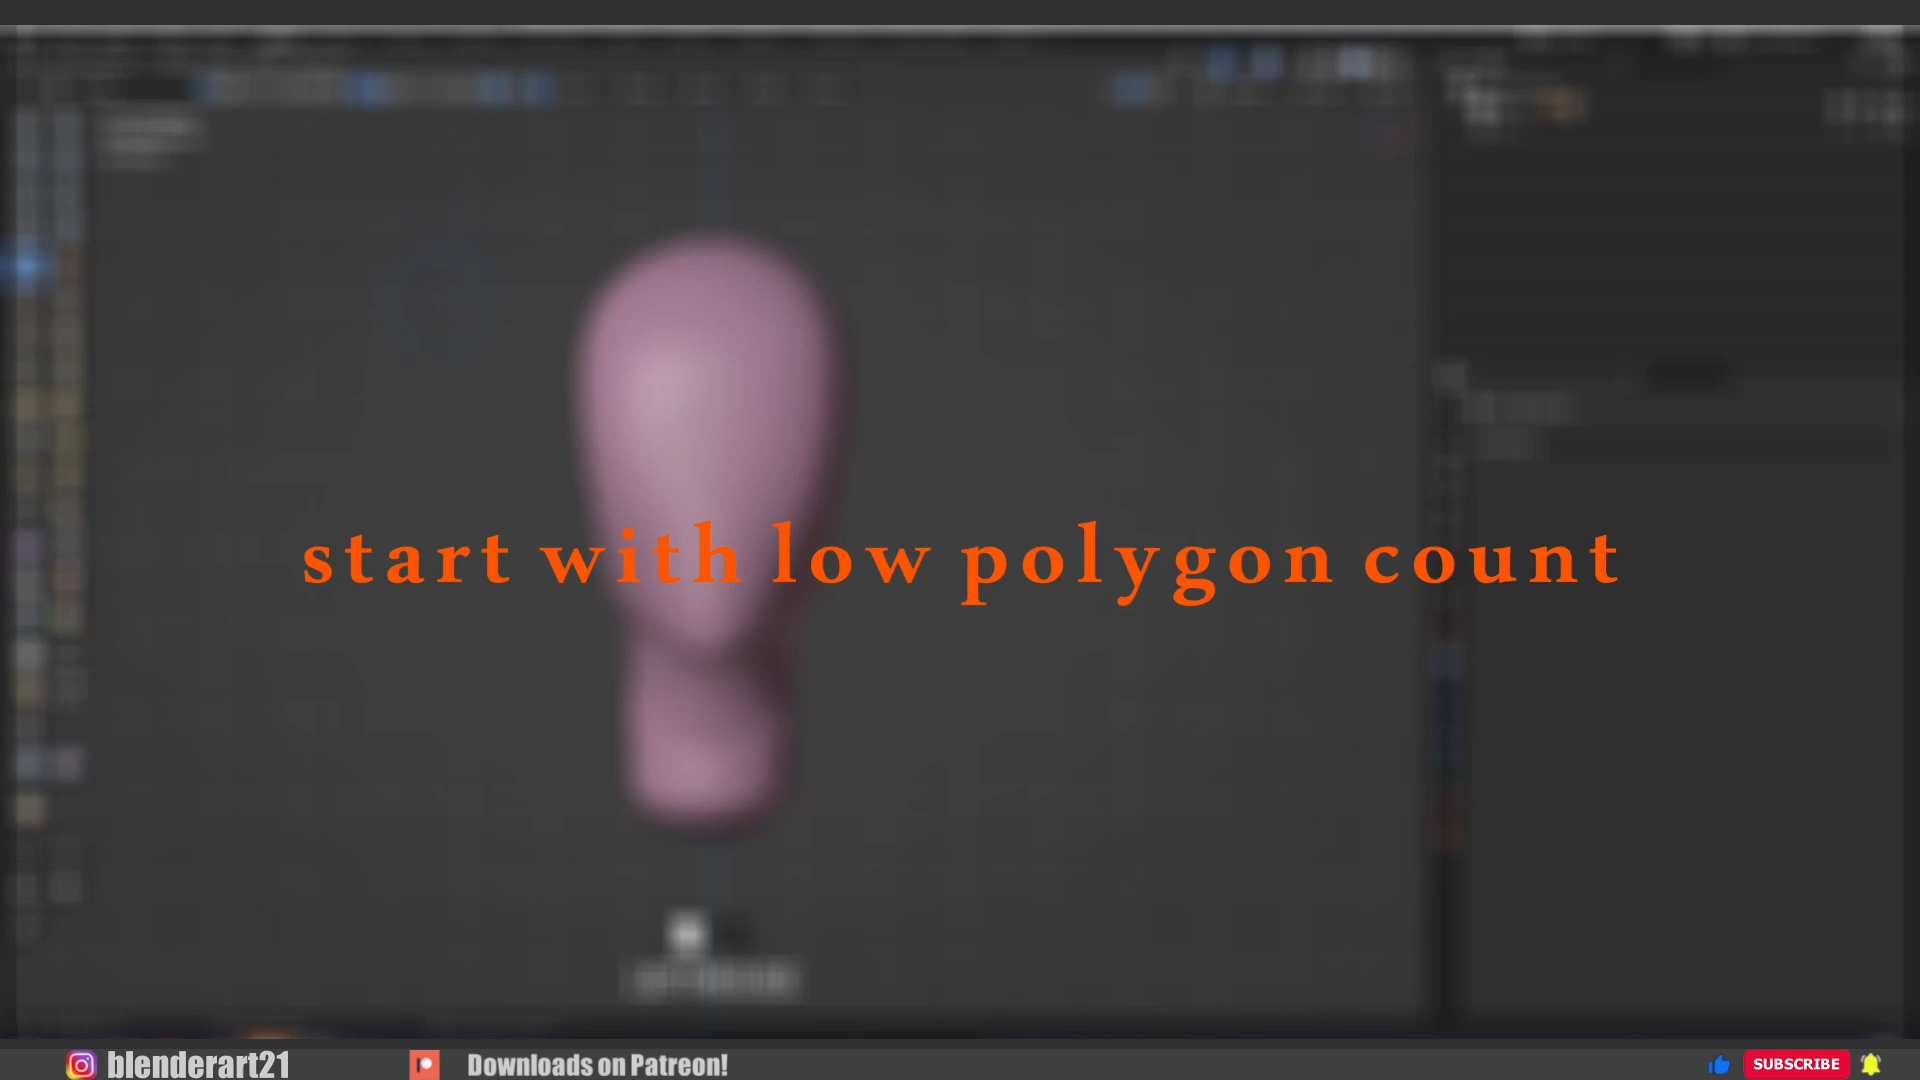 start with low polygon count
blenderart21
Downloads on Patreon!
SUBSCRIBE